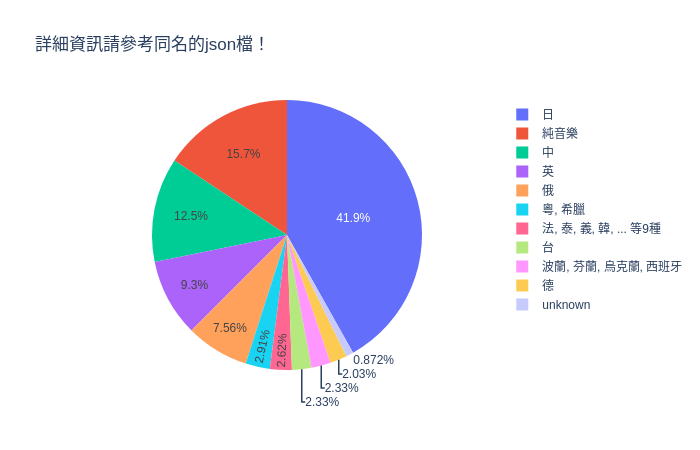 詳細資訊請參考同名的json檔！
41.9%
15.7%
12.5%
9.3%
7.56%
2.91%
2.62%
2.33%
2.33%
2.03%
0.872%
日
純音樂
中
英
俄
粵, 希臘
法, 泰, 義, 韓, ... 等9種
台
波蘭, 芬蘭, 烏克蘭, 西班牙
德
unknown